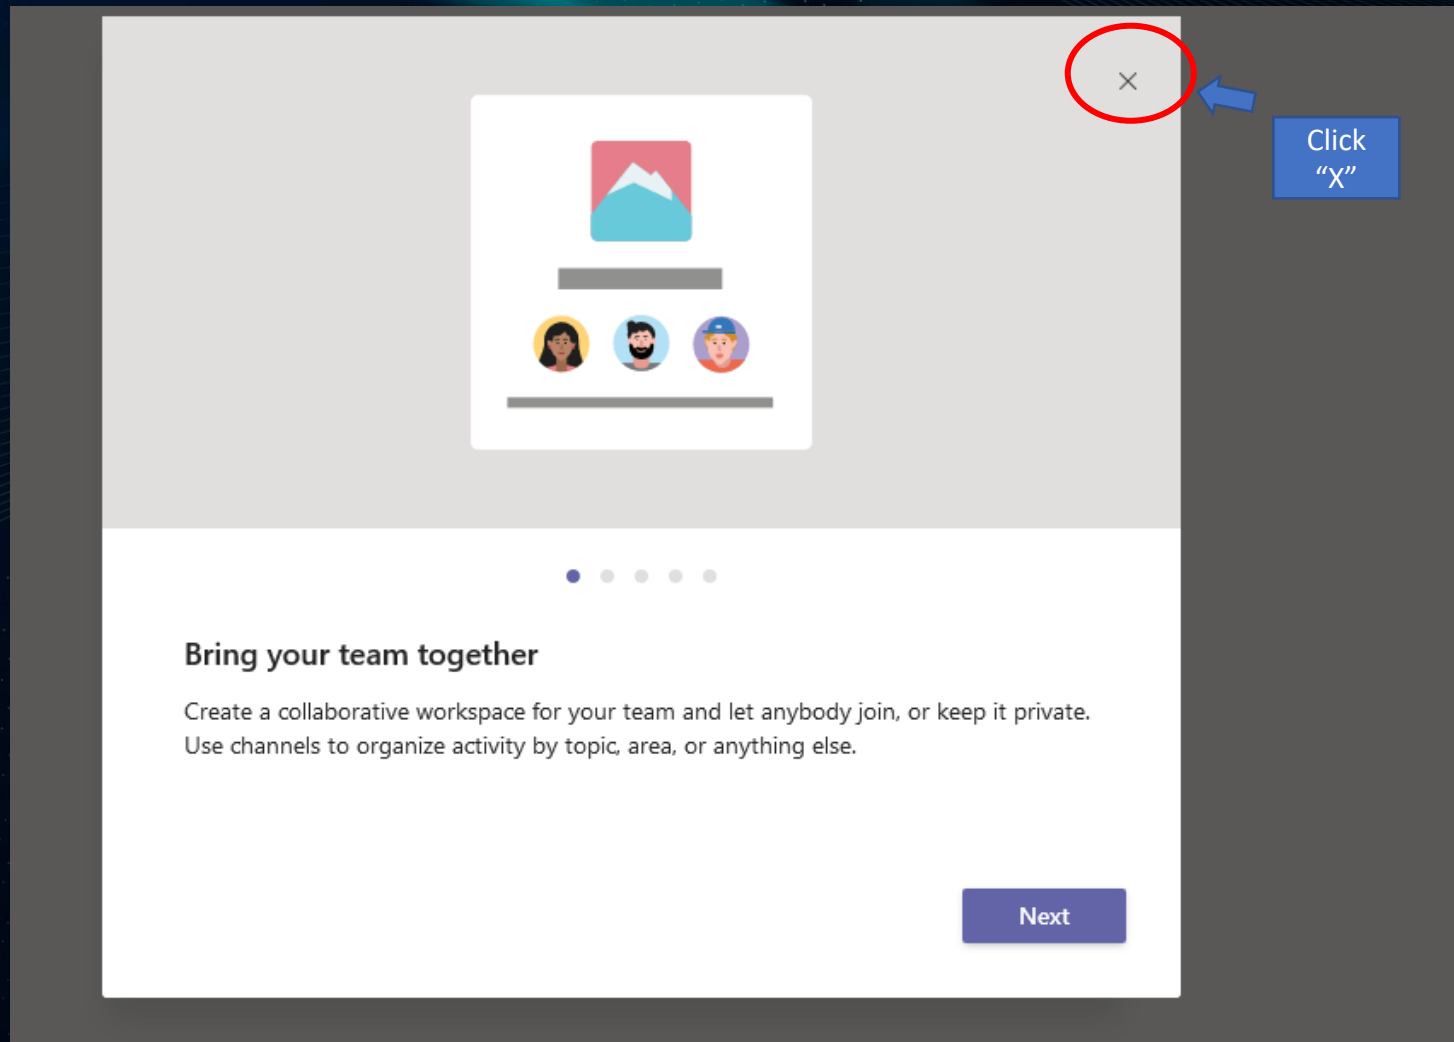 Click
“X”
Bring your team together
Create a collaborative workspace for your team and let anybody join, or keep it private.
Use channels to organize activity by topic, area, or anything else.
Next